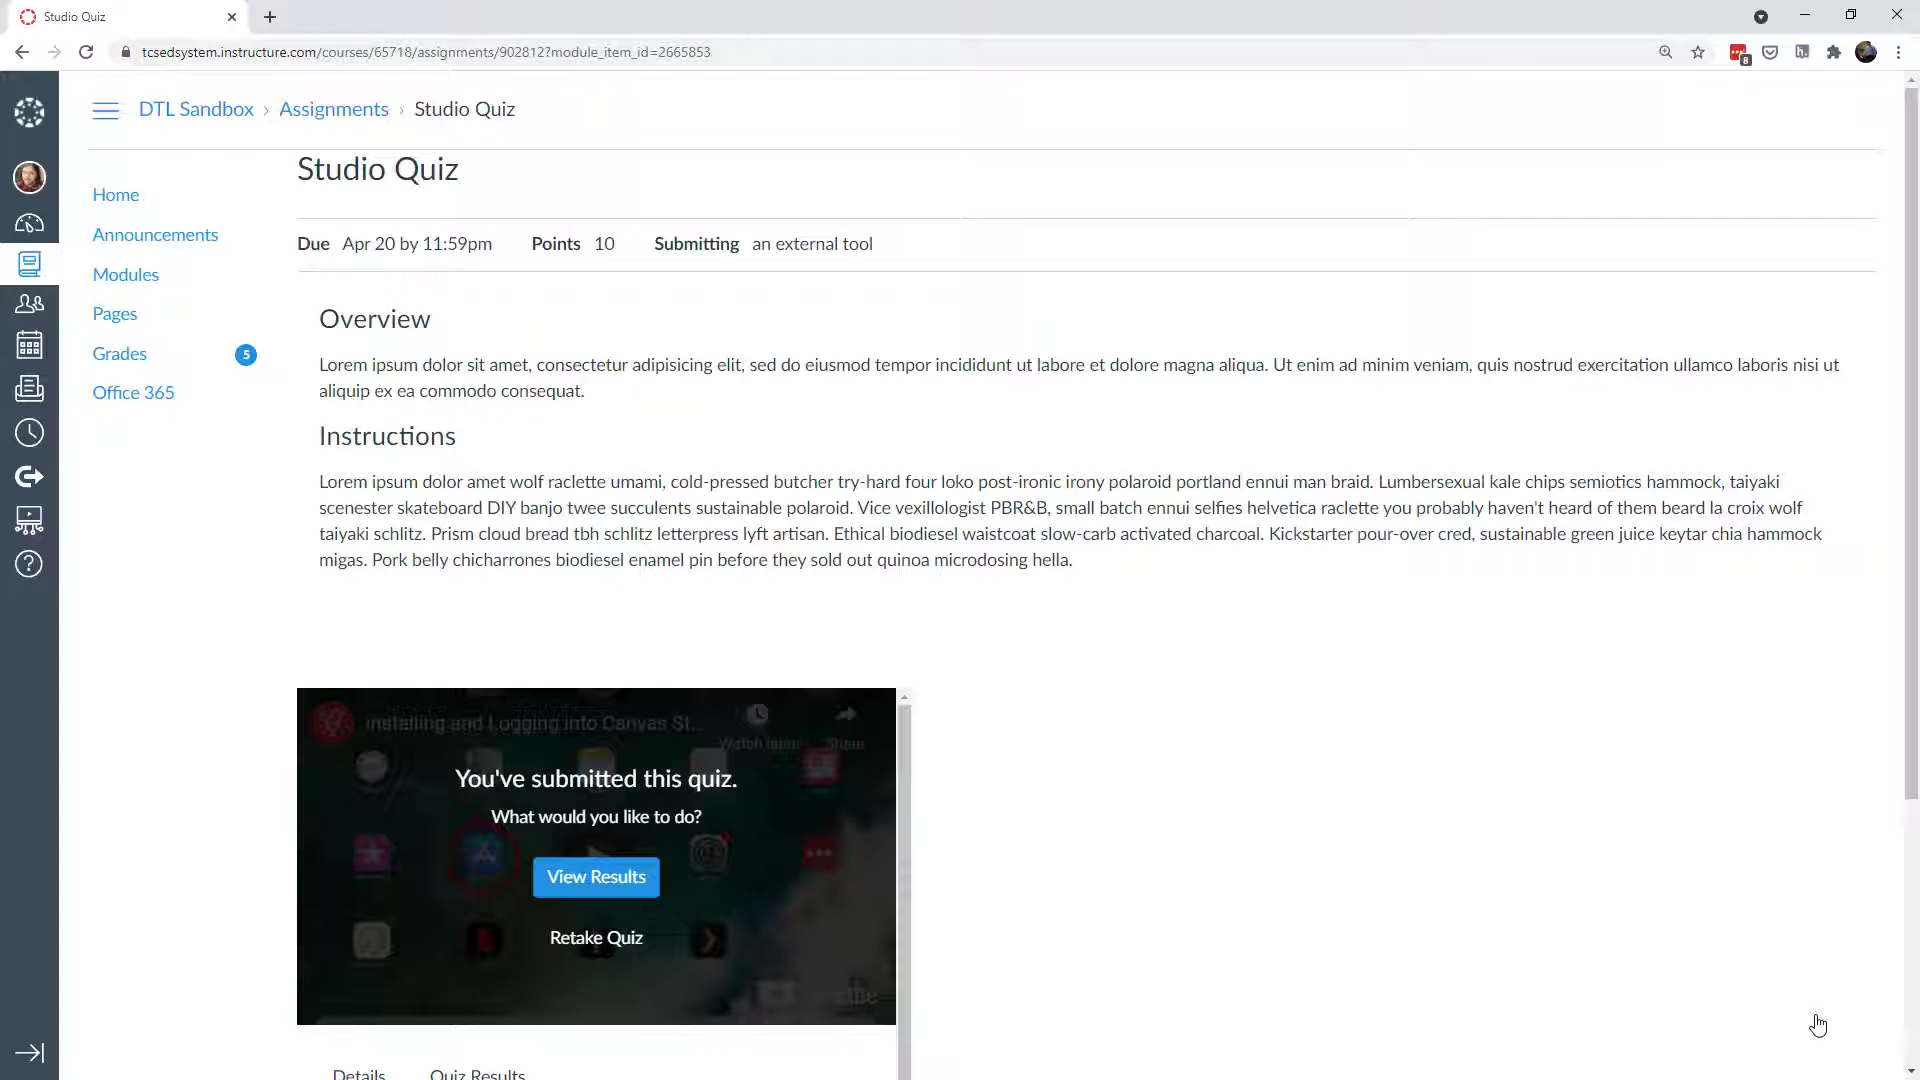 Studio Quiz
tcsedsystem.instructure.com/courses/65718/assignments/902812?module_item_id=2665853
8
DTL Sandbox › Assignments › Studio Quiz
Studio Quiz
Home
Announcements
Modules
Pages
Grades 5
Office 365
Due Apr 20 by 11:59pm Points 10 Submitting an external tool
Overview
Lorem ipsum dolor sit amet, consectetur adipisicing elit, sed do eiusmod tempor incididunt ut labore et dolore magna aliqua. Ut enim ad minim veniam, quis nostrud exercitation ullamco laboris nisi ut
aliquip ex ea commodo consequat.
Instructions
Lorem ipsum dolor amet wolf raclette umami, cold-pressed butcher try-hard four loko post-ironic irony polaroid portland ennui man braid. Lumbersexual kale chips semiotics hammock, taiyaki
scenester skateboard DIY banjo twee succulents sustainable polaroid. Vice vexillologist PBR&B, small batch ennui selfies helvetica raclette you probably haven't heard of them beard la croix wolf
taiyaki schlitz. Prism cloud bread tbh schlitz letterpress lyft artisan. Ethical biodiesel waistcoat slow-carb activated charcoal. Kickstarter pour-over cred, sustainable green juice keytar chia hammock
migas. Pork belly chicharrones biodiesel enamel pin before they sold out quinoa microdosing hella.
Installing and Logging into Canvas St...
Watch later Share
You've submitted this quiz.
What would you like to do?
View Results
Retake Quiz
Details Quiz Results